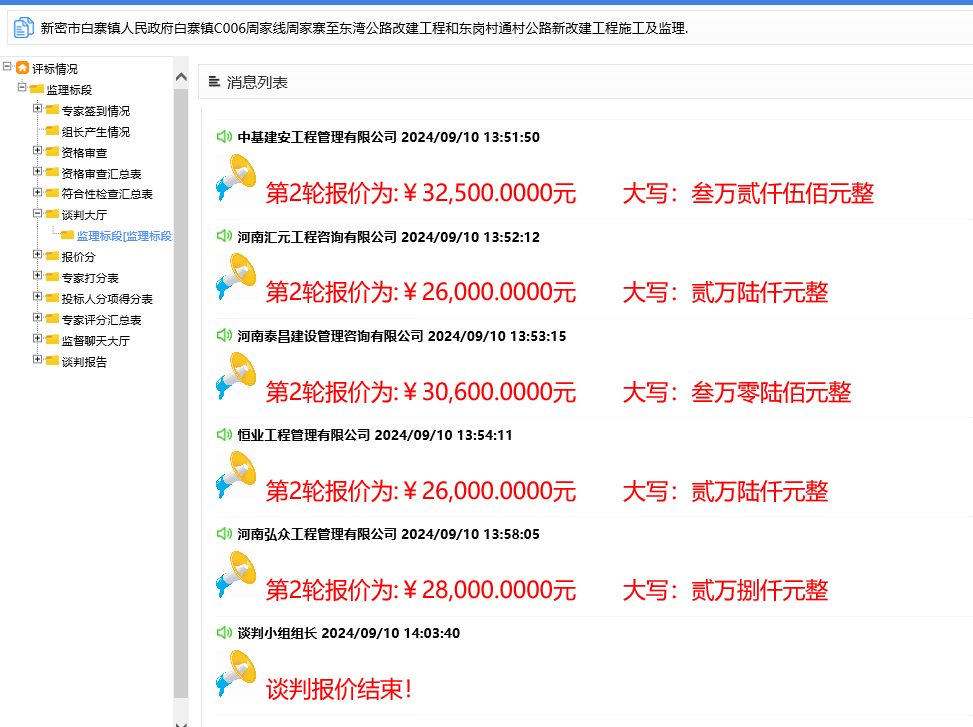 新密市白寨镇人民政府白寨镇C006周家线周家寨至东湾公路改建工程和东岗村通村公路新改建工程施工及监理.
评标情况
监理标段
专家签到情况
组长产生情况
资格审查
资格审查汇总表
符合性检查汇总表
谈判大厅
监理标段[监理标段
报价分
专家打分表
投标人分项得分表
专家评分汇总表
监督聊天大厅
谈判报告
消息列表
中基建安工程管理有限公司 2024/09/10 13:51:50
第2轮报价为:￥32,500.0000元 大写：叁万贰仟伍佰元整
河南汇元工程咨询有限公司 2024/09/10 13:52:12
第2轮报价为:￥26,000.0000元 大写：贰万陆仟元整
河南泰昌建设管理咨询有限公司 2024/09/10 13:53:15
第2轮报价为:￥30,600.0000元 大写：叁万零陆佰元整
恒业工程管理有限公司 2024/09/10 13:54:11
第2轮报价为:￥26,000.0000元 大写：贰万陆仟元整
河南弘众工程管理有限公司 2024/09/10 13:58:05
第2轮报价为:￥28,000.0000元 大写：贰万捌仟元整
谈判小组组长 2024/09/10 14:03:40
谈判报价结束！